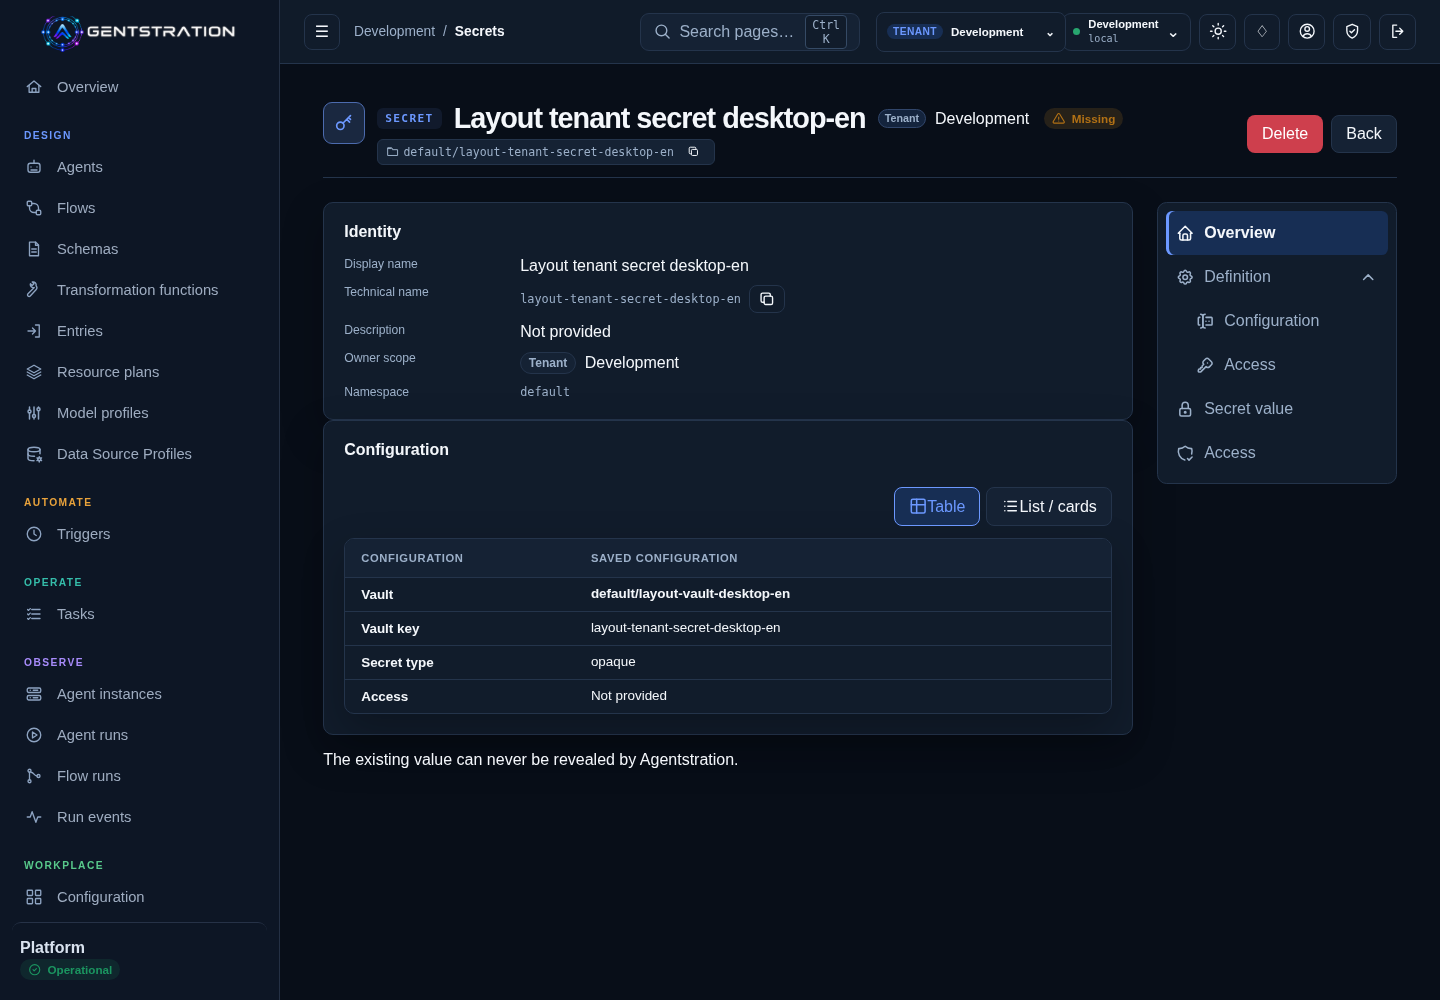 GENTSTRATION
Overview
DESIGN
Agents
Flows
Schemas
Transformation functions
Entries
Resource plans
Model profiles
Data Source Profiles
AUTOMATE
Triggers
OPERATE
Tasks
OBSERVE
Agent instances
Agent runs
Flow runs
Run events
WORKPLACE
Configuration
Platform
Operational
Development / Secrets
Search pages…
Ctrl
K
TENANT Development
Development
local
SECRET Layout tenant secret desktop-en Tenant Development Missing
default/layout-tenant-secret-desktop-en
Delete Back
Identity
Display name Layout tenant secret desktop-en
Technical name layout-tenant-secret-desktop-en
Description Not provided
Owner scope Tenant Development
Namespace default
Configuration
Table List / cards
CONFIGURATION SAVED CONFIGURATION
Vault default/layout-vault-desktop-en
Vault key layout-tenant-secret-desktop-en
Secret type opaque
Access Not provided
The existing value can never be revealed by Agentstration.
Overview
Definition
Configuration
Access
Secret value
Access